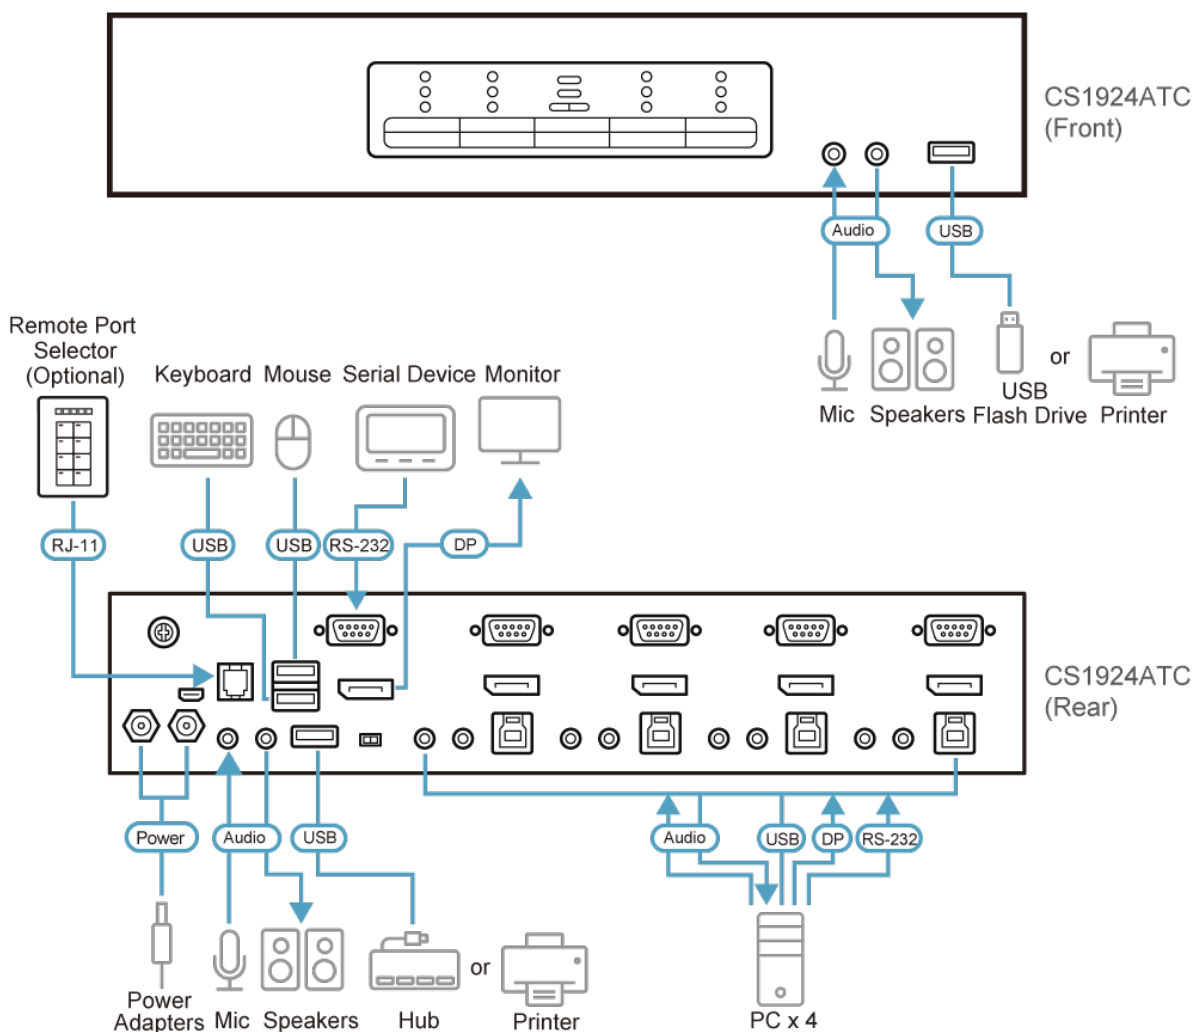 CS1924ATC
(Front)
Audio
USB
Mic
Speakers
USB
Flash Drive
or
Printer
Remote Port
Selector
(Optional)
Keyboard
Mouse
Serial Device
Monitor
RJ-11
USB
USB
RS-232
DP
CS1924ATC
(Rear)
Power
Audio
USB
Audio
USB
DP
RS-232
Power
Adapters
Mic
Speakers
Hub
or
Printer
PC x 4